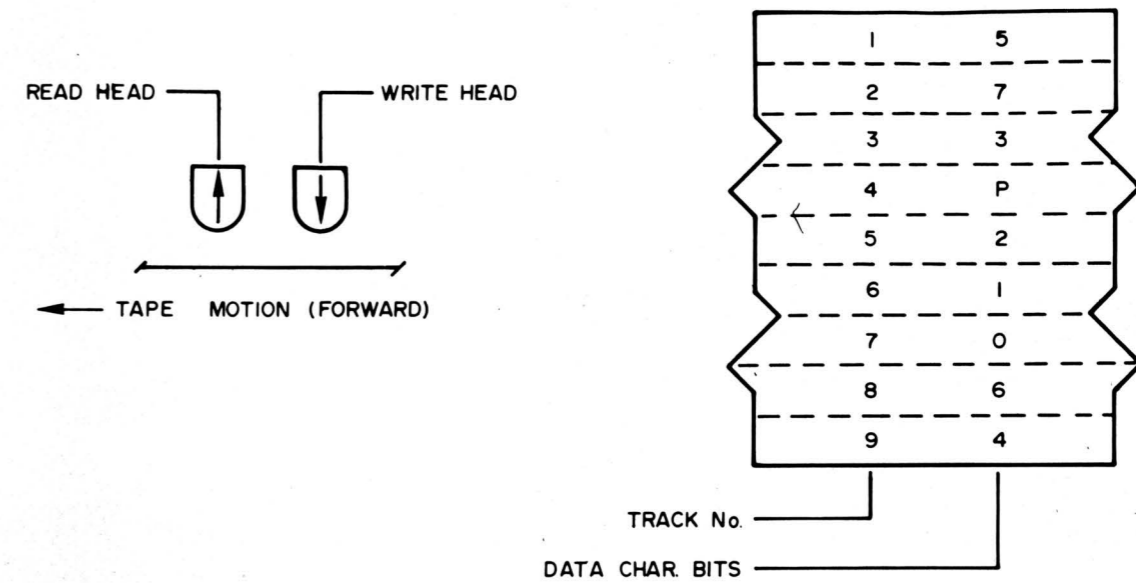 READ HEAD
WRITE HEAD
TAPE MOTION (FORWARD)
1 5
2 7
3 3
4 P
5 2
6 1
7 0
8 6
9 4
TRACK No.
DATA CHAR. BITS